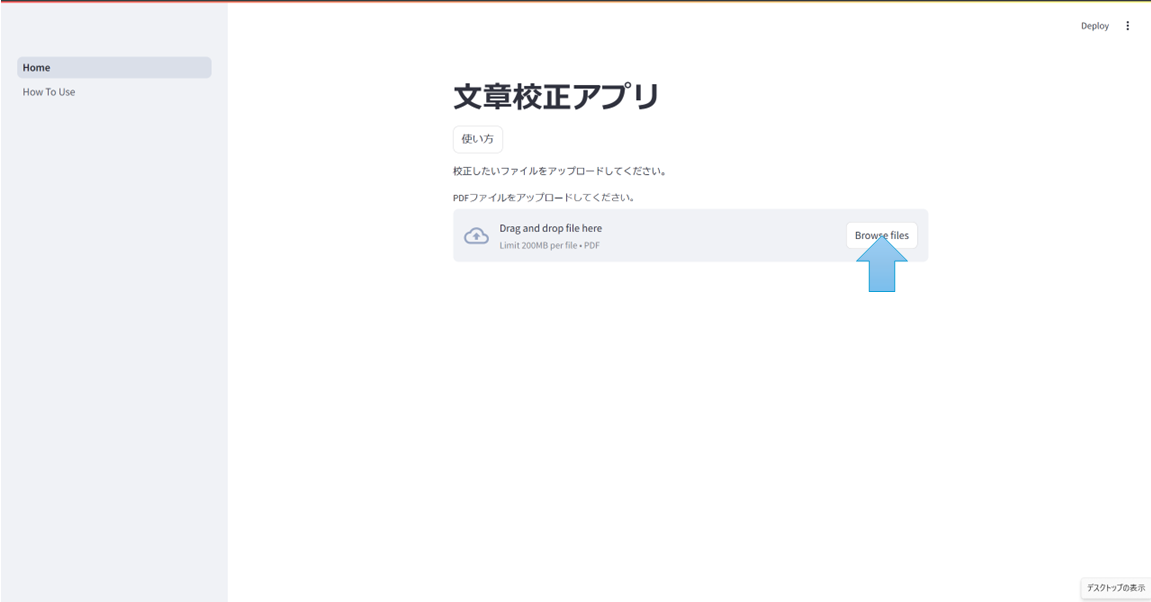 Deploy
Home
How To Use
文章校正アプリ
使い方
校正したいファイルをアップロードしてください。
PDFファイルをアップロードしてください。
Drag and drop file here
Limit 200MB per file • PDF
Browse files
デスクトップの表示